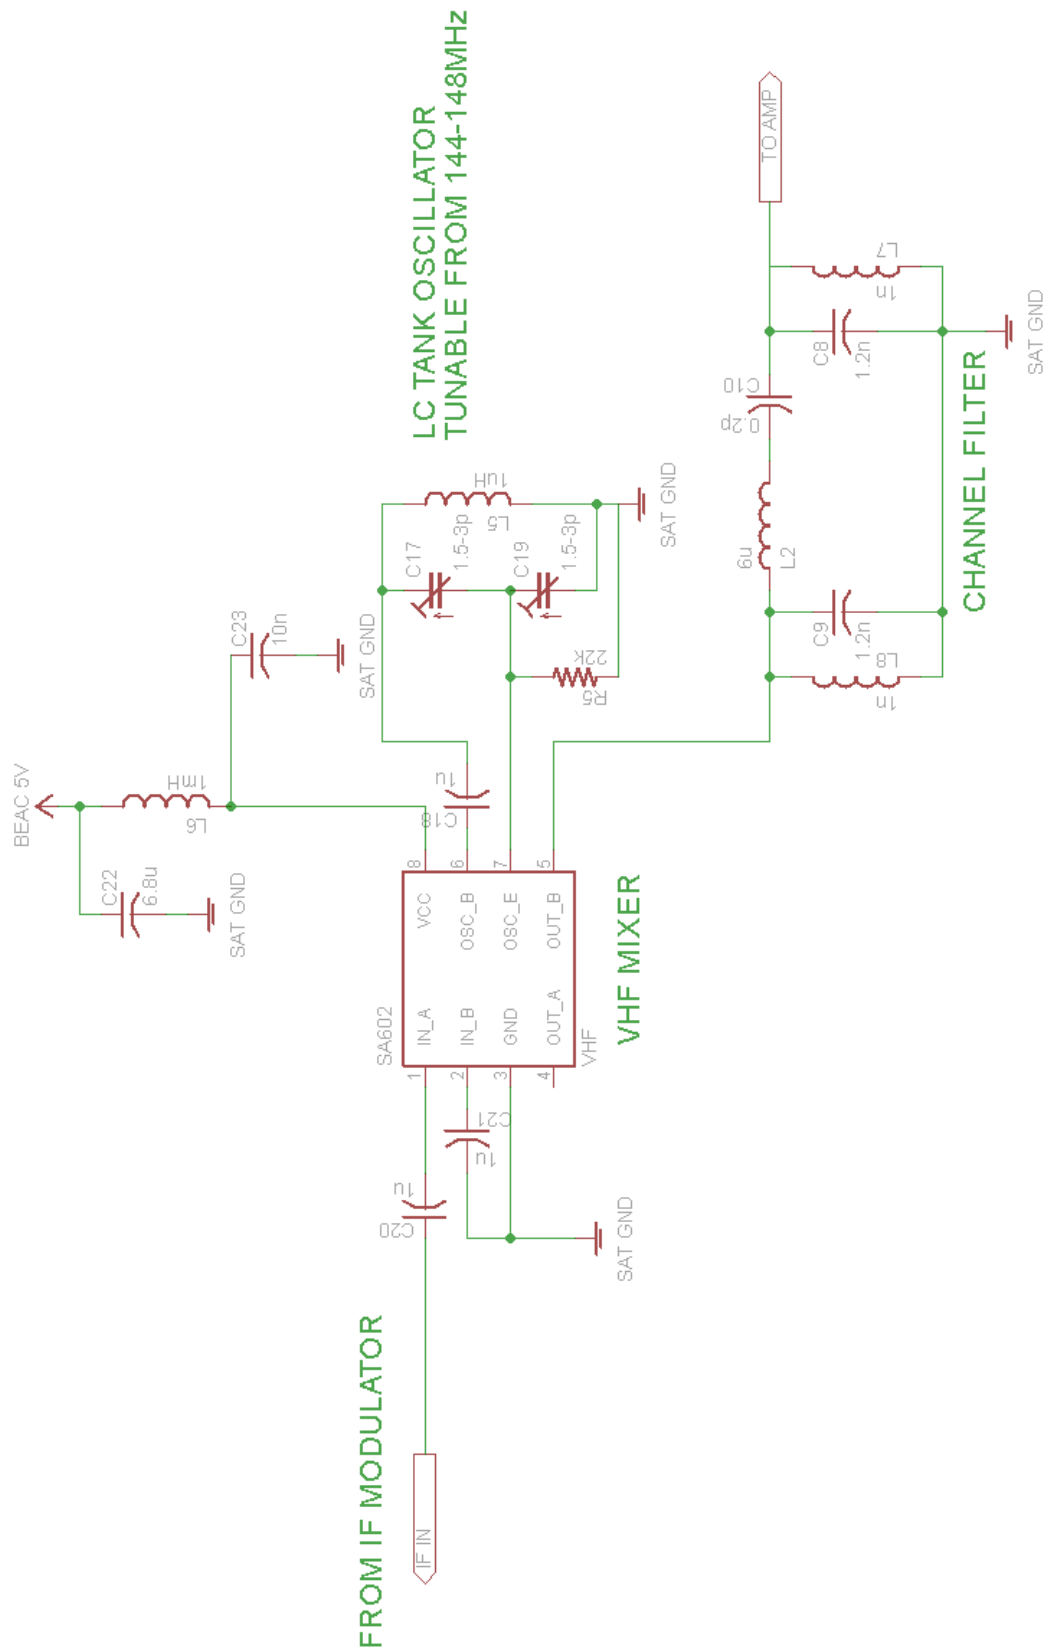 FROM IF MODULATOR
IF IN
C20
1u
C21
1u
SAT GND
SA602
IN_A
IN_B
GND
OUT_A
VCC
OSC_B
OSC_E
OUT_B
1
2
3
4
8
6
7
5
VHF
VHF MIXER
BEAC 5V
C22
6.8u
SAT GND
L6
1mH
C23
10n
SAT GND
C18
1u
C17
1.5-3p
C19
1.5-3p
L5
1uH
R5
22k
SAT GND
LC TANK OSCILLATOR
TUNABLE FROM 144-148MHz
L8
1n
C9
1.2n
6u
L2
C10
0.2p
C8
1.2n
L7
1n
SAT GND
CHANNEL FILTER
TO AMP